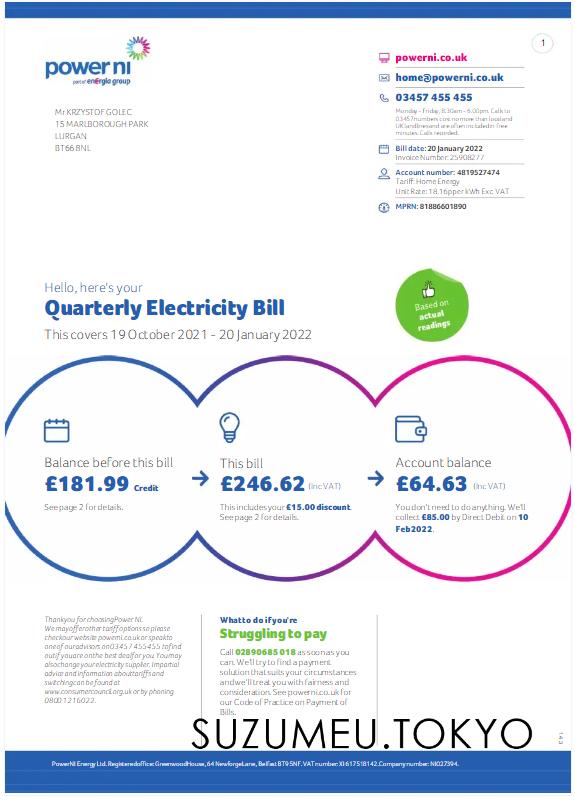 power ni
part of energia group
1
powerni.co.uk
home@powerni.co.uk
03457 455 455
Monday - Friday, 8.30am - 6.00pm. Calls to
03457 numbers cost no more than local and
UK landlines and are often included in free
minutes. Calls recorded.
Mr KRZYSTOF GOLEC
15 MARLBOROUGH PARK
LURGAN
BT66 8NL
Bill date: 20 January 2022
Invoice Number: 25908277
Account number: 4819527474
Tariff: Home Energy
Unit Rate: 18.16pper kWh Exc VAT
MPRN: 81886601890
Hello, here's your
Quarterly Electricity Bill
This covers 19 October 2021 - 20 January 2022
Based on
actual
readings
Balance before this bill
£181.99 Credit
See page 2 for details.
This bill
£246.62 (Inc VAT)
This includes your £15.00 discount.
See page 2 for details.
Account balance
£64.63 (Inc VAT)
You don't need to do anything. We'll
collect £85.00 by Direct Debit on 10
Feb2022.
Thank you for choosing Power NI.
We may offer other tariff options so please
check our website powerni.co.uk or speak to
one of our advisors on 03457 455 455 to find
out if you are on the best deal for you. You may
also change your electricity supplier. Impartial
advice and information about tariffs and
switching can be found at
www.consumercouncil.org.uk or by phoning
0800 121 6022.
What to do if you're
Struggling to pay
Call 02890685 018 as soon as you
can. We'll try to find a payment
solution that suits your circumstances
and we'll treat you with fairness and
consideration. See powerni.co.uk for
our Code of Practice on Payment of
Bills.
SUZUMEU.TOKYO
143
PowerNI Energy Ltd. Registered office: Greenwood House, 64 Newforge Lane, Belfast BT9 5NF. VAT number: XI 617 5181 42. Company number: NI027394.